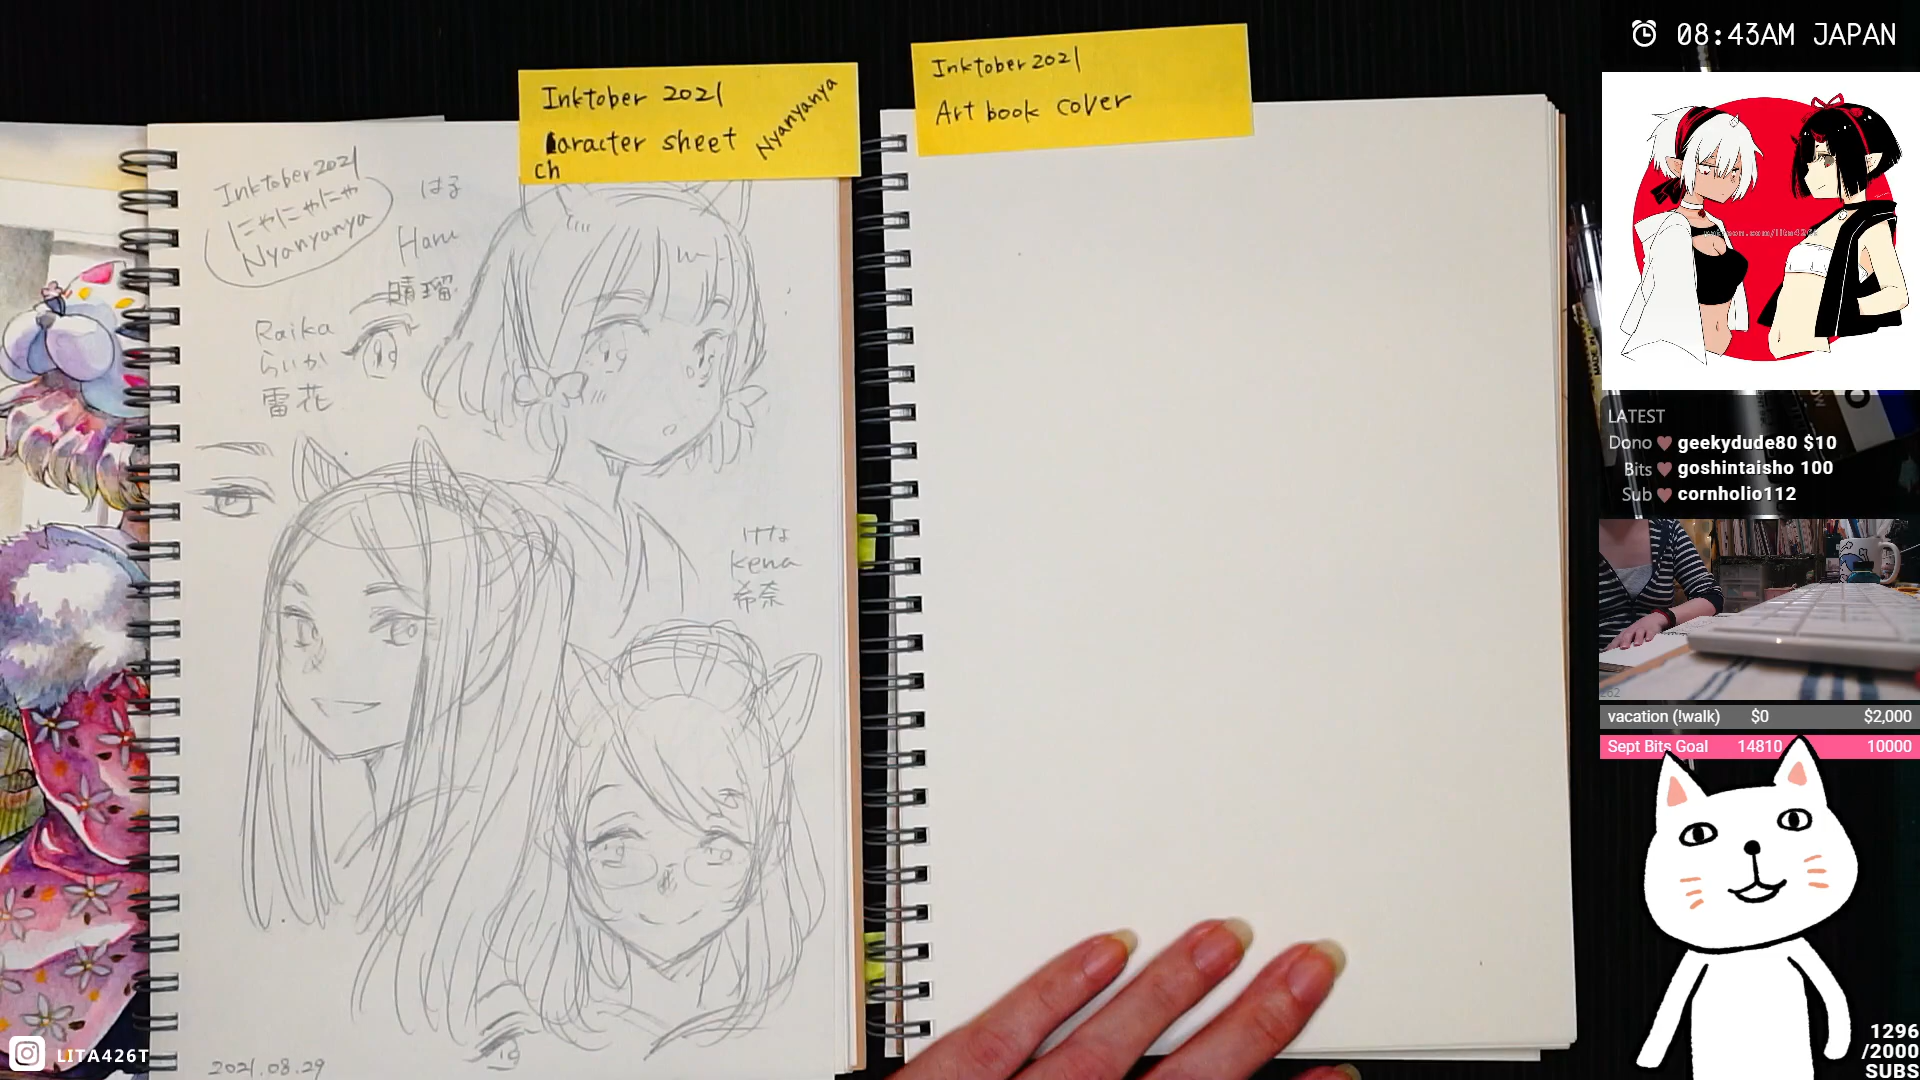 Inktober 2021
character sheet
Nyanyanya
Inktober 2021
Art book cover
Inktober 2021
にゃにゃにゃ
Nyanyanya
はる
Haru
晴瑠
Raika
らいか
雷花
けな
kena
希奈
2021.08.29
LITA426T
08:43AM JAPAN
LATEST
Dono geekydude80 $10
Bits goshintaisho 100
Sub cornholio112
vacation (!walk) $0 $2,000
Sept Bits Goal 14810 10000
1296
/2000
SUBS